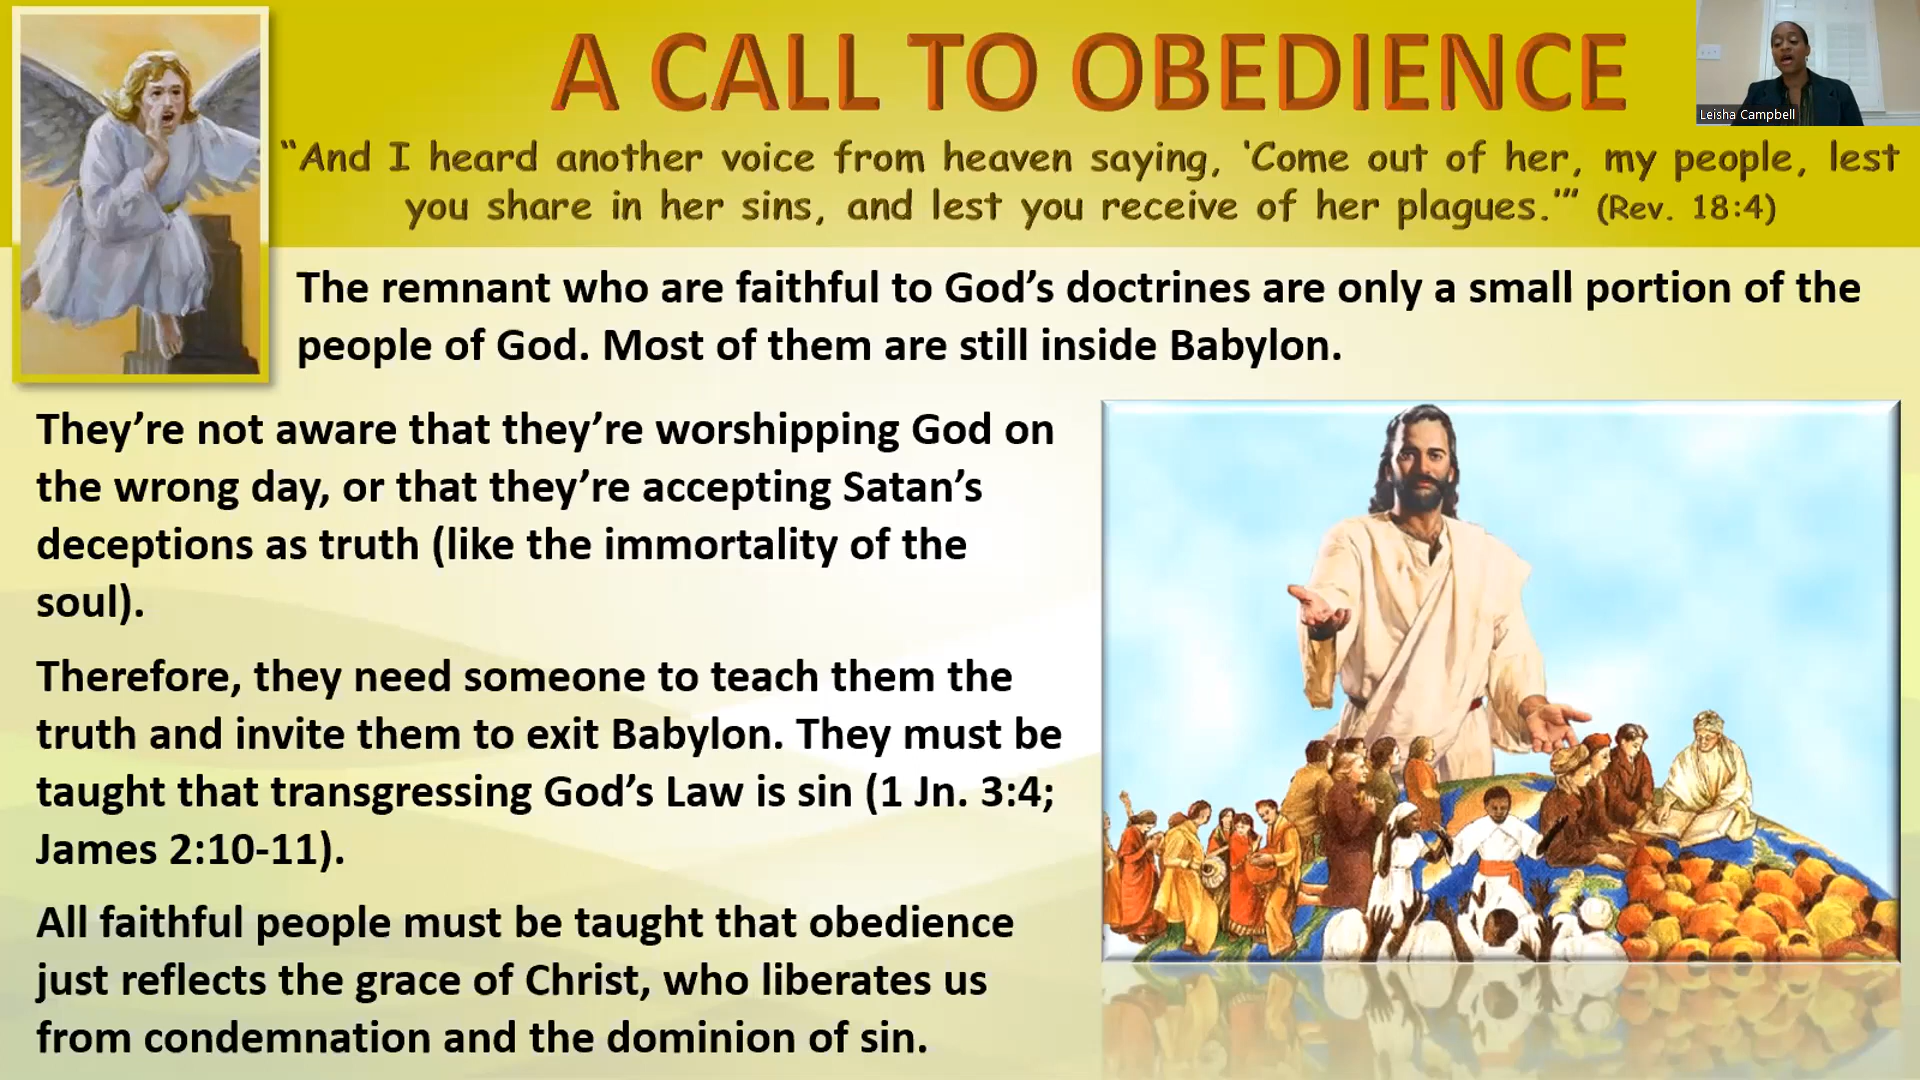 A CALL TO OBEDIENCE
Leisha Campbell
“And I heard another voice from heaven saying, ‘Come out of her, my people, lest
you share in her sins, and lest you receive of her plagues.’” (Rev. 18:4)
The remnant who are faithful to God’s doctrines are only a small portion of the
people of God. Most of them are still inside Babylon.
They’re not aware that they’re worshipping God on
the wrong day, or that they’re accepting Satan’s
deceptions as truth (like the immortality of the
soul).
Therefore, they need someone to teach them the
truth and invite them to exit Babylon. They must be
taught that transgressing God’s Law is sin (1 Jn. 3:4;
James 2:10-11).
All faithful people must be taught that obedience
just reflects the grace of Christ, who liberates us
from condemnation and the dominion of sin.